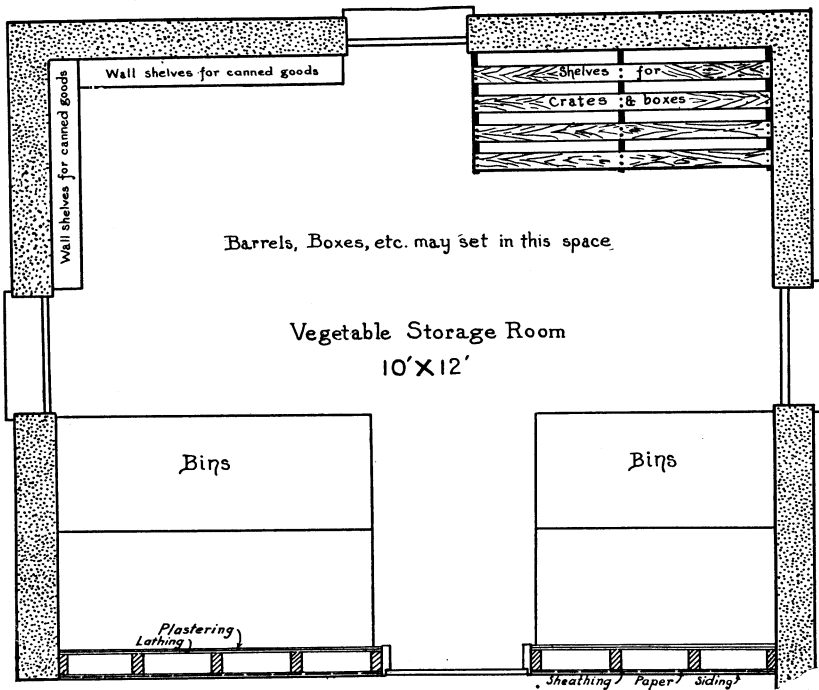 Wall shelves for canned goods
Wall shelves for canned goods
Shelves for
Crates & boxes
Barrels, Boxes, etc. may set in this space
Vegetable Storage Room
10'X12'
Bins
Bins
Plastering
Lathing
Sheathing Paper Siding